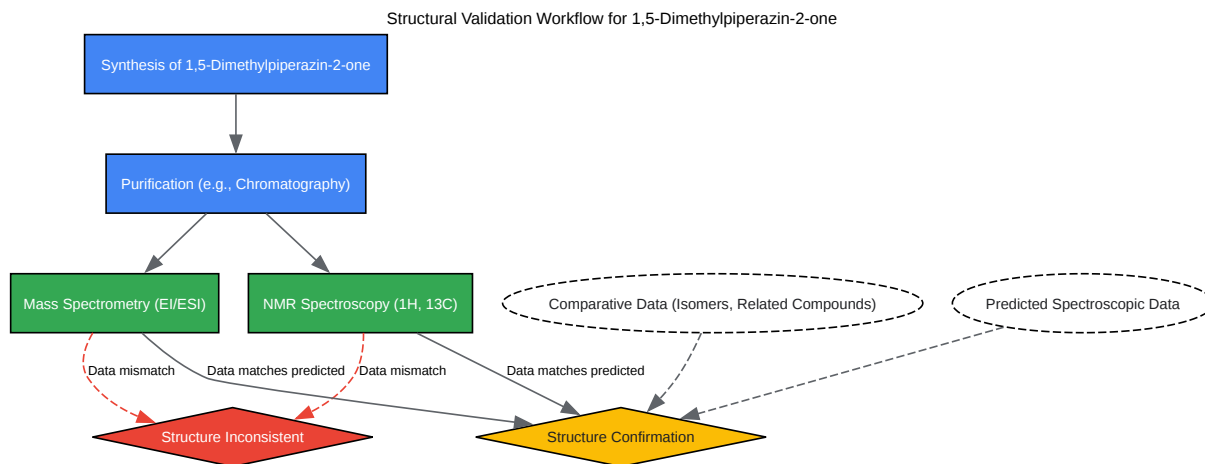 Structural Validation Workflow for 1,5-Dimethylpiperazin-2-one
Synthesis of 1,5-Dimethylpiperazin-2-one
Purification (e.g., Chromatography)
Mass Spectrometry (EI/ESI)
NMR Spectroscopy (1H, 13C)
Comparative Data (Isomers, Related Compounds)
Predicted Spectroscopic Data
Data mismatch
Data matches predicted
Data mismatch
Data matches predicted
Structure Inconsistent
Structure Confirmation